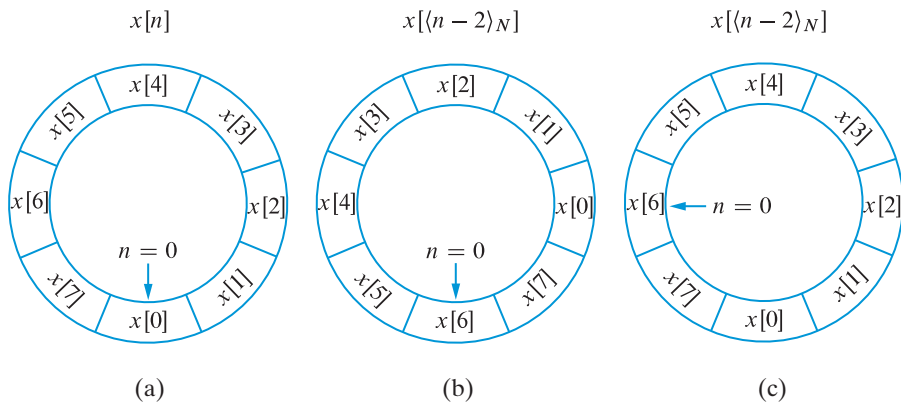 x[n]
x[⟨n − 2⟩_N]
x[⟨n − 2⟩_N]
x[4]
x[5]
x[3]
x[6]
x[2]
n = 0
x[7]
x[1]
x[0]
(a)
x[2]
x[3]
x[1]
x[4]
x[0]
n = 0
x[5]
x[7]
x[6]
(b)
x[4]
x[5]
x[3]
x[6]
n = 0
x[2]
x[7]
x[1]
x[0]
(c)